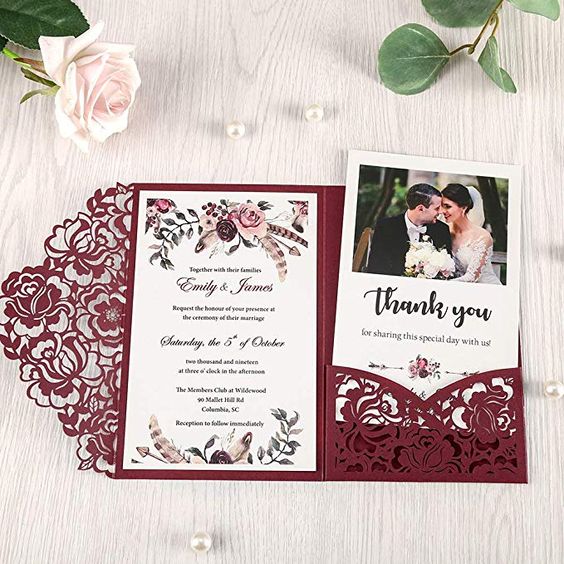 Together with their families
Emily & James
Request the honour of your presence at
the ceremony of their marriage
Saturday, the 5th of October
two thousand and nineteen
at three o' clock in the afternoon
The Members Club at Wildewood
90 Mallet Hill Rd
Columbia, SC
Reception to follow immediately
Thank you
for sharing this special day with us!
&